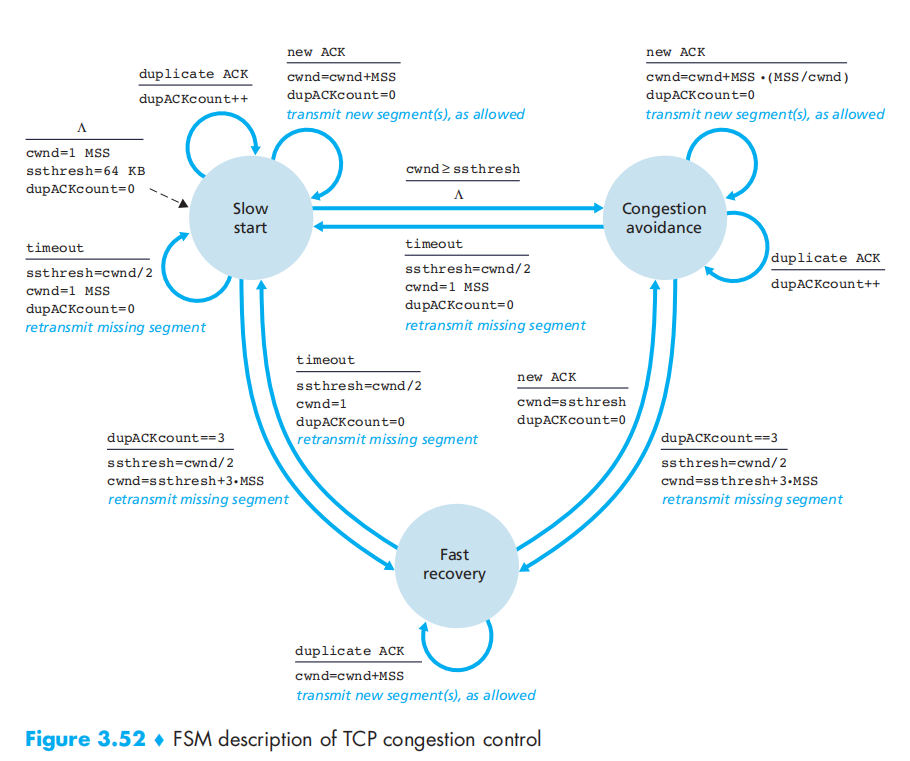 new ACK
cwnd=cwnd+MSS
dupACKcount=0
transmit new segment(s), as allowed
new ACK
cwnd=cwnd+MSS •(MSS/cwnd)
dupACKcount=0
transmit new segment(s), as allowed
duplicate ACK
dupACKcount++
Λ
cwnd=1 MSS
ssthresh=64 KB
dupACKcount=0
cwnd≥ssthresh
Λ
Slow
start
Congestion
avoidance
timeout
ssthresh=cwnd/2
cwnd=1 MSS
dupACKcount=0
retransmit missing segment
timeout
ssthresh=cwnd/2
cwnd=1 MSS
dupACKcount=0
retransmit missing segment
duplicate ACK
dupACKcount++
timeout
ssthresh=cwnd/2
cwnd=1
dupACKcount=0
retransmit missing segment
new ACK
cwnd=ssthresh
dupACKcount=0
dupACKcount==3
ssthresh=cwnd/2
cwnd=ssthresh+3•MSS
retransmit missing segment
dupACKcount==3
ssthresh=cwnd/2
cwnd=ssthresh+3•MSS
retransmit missing segment
Fast
recovery
duplicate ACK
cwnd=cwnd+MSS
transmit new segment(s), as allowed
Figure 3.52 ♦ FSM description of TCP congestion control